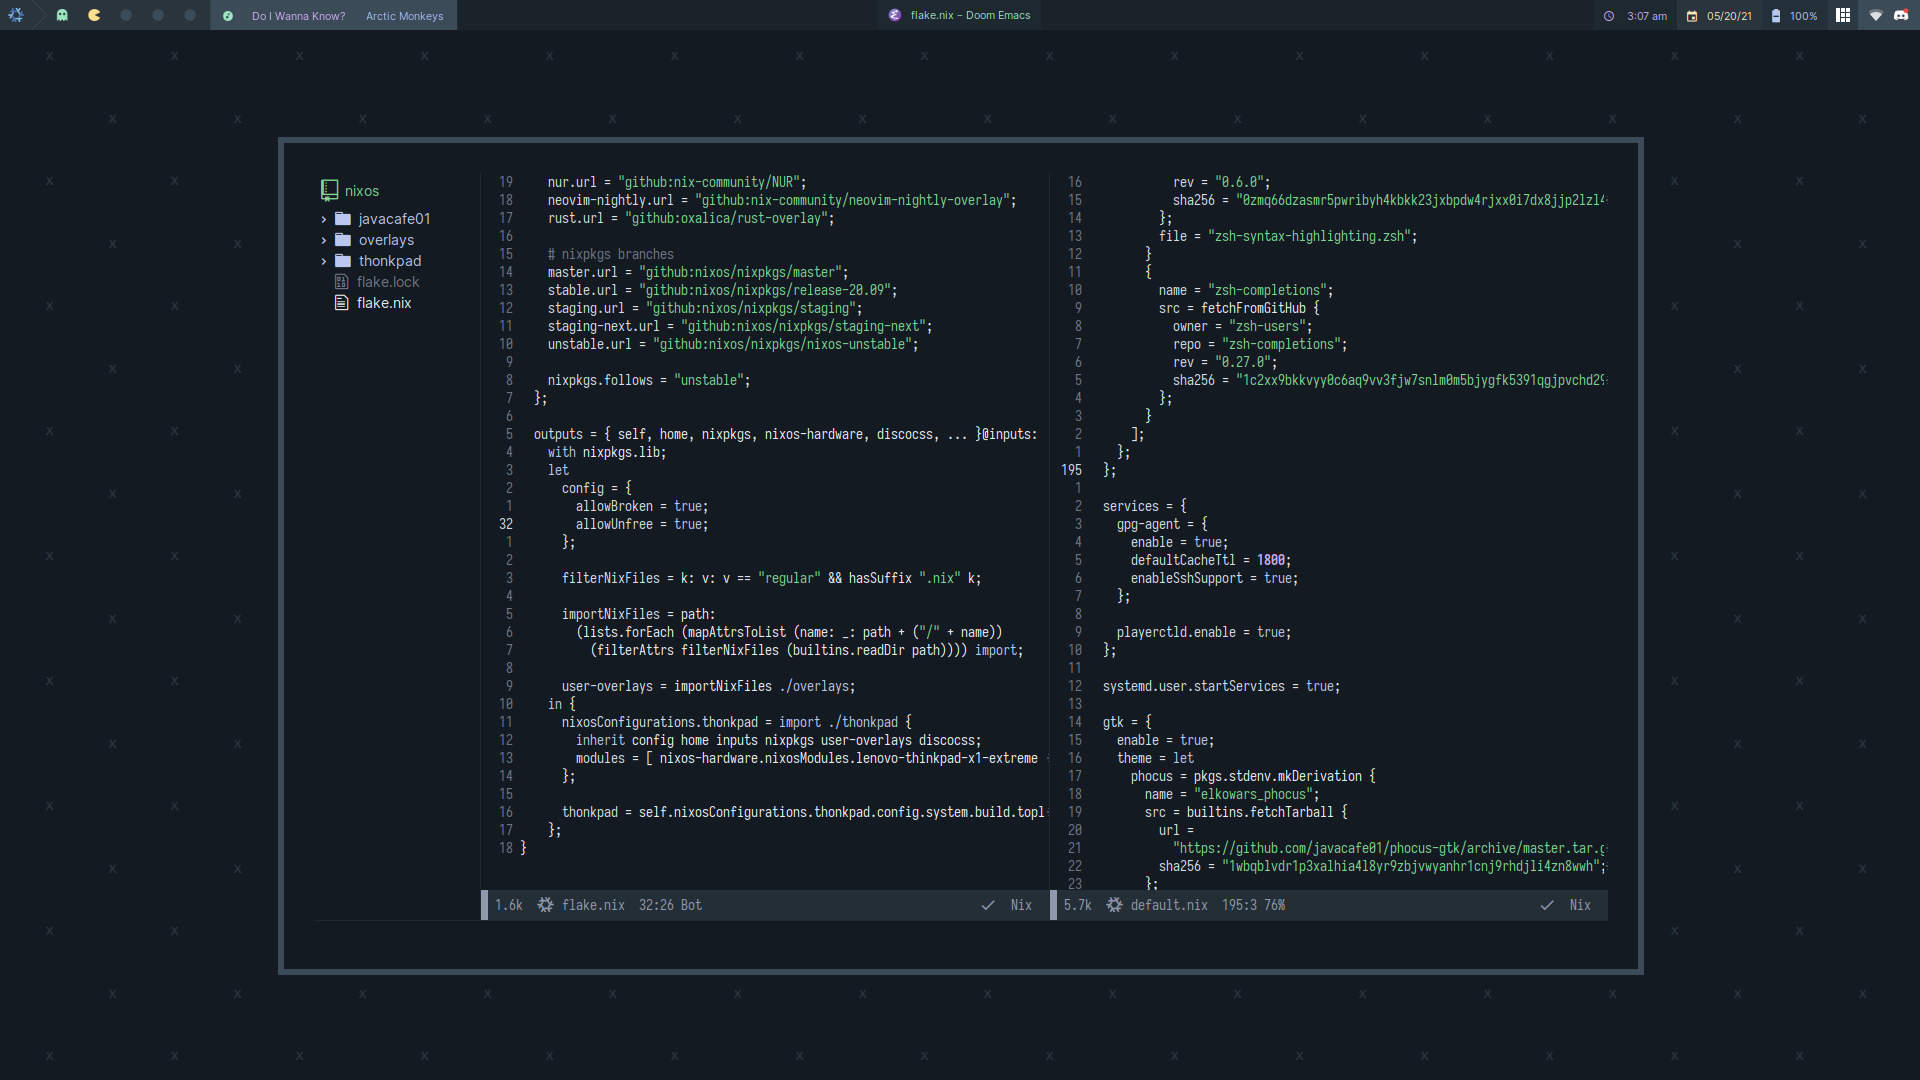 Do I Wanna Know? Arctic Monkeys
flake.nix – Doom Emacs
3:07 am 05/20/21 100%
nixos
javacafe01
overlays
thonkpad
flake.lock
flake.nix
19 nur.url = "github:nix-community/NUR";
18 neovim-nightly.url = "github:nix-community/neovim-nightly-overlay";
17 rust.url = "github:oxalica/rust-overlay";
16
15 # nixpkgs branches
14 master.url = "github:nixos/nixpkgs/master";
13 stable.url = "github:nixos/nixpkgs/release-20.09";
12 staging.url = "github:nixos/nixpkgs/staging";
11 staging-next.url = "github:nixos/nixpkgs/staging-next";
10 unstable.url = "github:nixos/nixpkgs/nixos-unstable";
9
8 nixpkgs.follows = "unstable";
7 };
6
5 outputs = { self, home, nixpkgs, nixos-hardware, discocss, ... }@inputs:
4 with nixpkgs.lib;
3 let
2 config = {
1 allowBroken = true;
32 allowUnfree = true;
1 };
2
3 filterNixFiles = k: v: v == "regular" && hasSuffix ".nix" k;
4
5 importNixFiles = path:
6 (lists.forEach (mapAttrsToList (name: _: path + ("/" + name))
7 (filterAttrs filterNixFiles (builtins.readDir path)))) import;
8
9 user-overlays = importNixFiles ./overlays;
10 in {
11 nixosConfigurations.thonkpad = import ./thonkpad {
12 inherit config home inputs nixpkgs user-overlays discocss;
13 modules = [ nixos-hardware.nixosModules.lenovo-thinkpad-x1-extreme
14 };
15
16 thonkpad = self.nixosConfigurations.thonkpad.config.system.build.topl
17 };
18 }
1.6k flake.nix 32:26 Bot Nix
16 rev = "0.6.0";
15 sha256 = "0zmq66dzasmr5pwribyh4kbkk23jxbpdw4rjxx0i7dx8jjp2lzl4
14 };
13 file = "zsh-syntax-highlighting.zsh";
12 }
11 {
10 name = "zsh-completions";
9 src = fetchFromGitHub {
8 owner = "zsh-users";
7 repo = "zsh-completions";
6 rev = "0.27.0";
5 sha256 = "1c2xx9bkkvyy0c6aq9vv3fjw7snlm0m5bjygfk5391qgjpvchd29
4 };
3 }
2 ];
1 };
195 };
1
2 services = {
3 gpg-agent = {
4 enable = true;
5 defaultCacheTtl = 1800;
6 enableSshSupport = true;
7 };
8
9 playerctld.enable = true;
10 };
11
12 systemd.user.startServices = true;
13
14 gtk = {
15 enable = true;
16 theme = let
17 phocus = pkgs.stdenv.mkDerivation {
18 name = "elkowars_phocus";
19 src = builtins.fetchTarball {
20 url =
21 "https://github.com/javacafe01/phocus-gtk/archive/master.tar.g
22 sha256 = "1wbqblvdr1p3xalhia4l8yr9zbjvwyanhr1cnj9rhdjli4zn8wwh";
23 };
5.7k default.nix 195:3 76% Nix